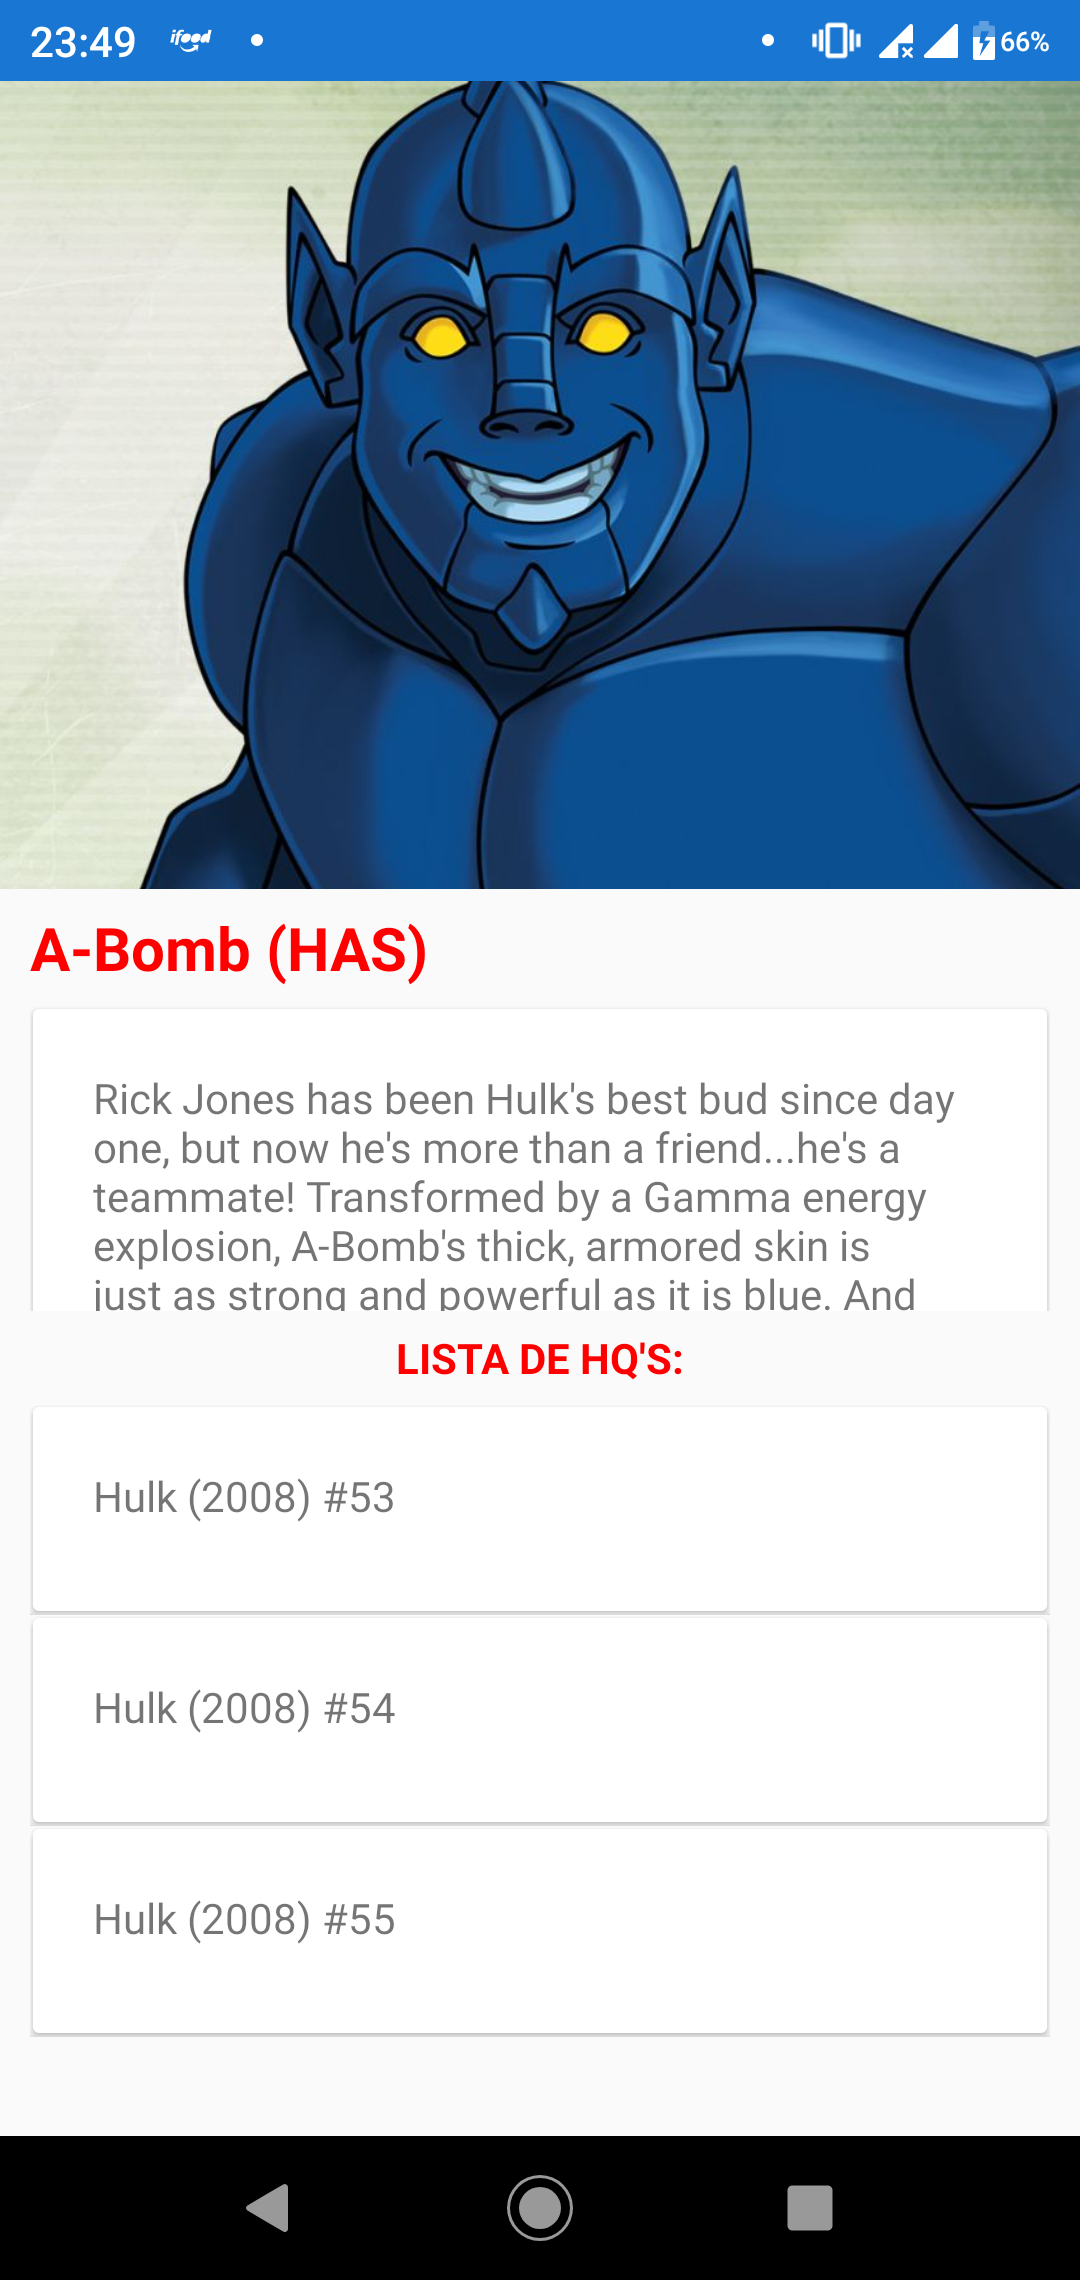 23:49 ifood 66%
A-Bomb (HAS)
Rick Jones has been Hulk's best bud since day
one, but now he's more than a friend...he's a
teammate! Transformed by a Gamma energy
explosion, A-Bomb's thick, armored skin is
just as strong and powerful as it is blue. And
LISTA DE HQ'S:
Hulk (2008) #53
Hulk (2008) #54
Hulk (2008) #55